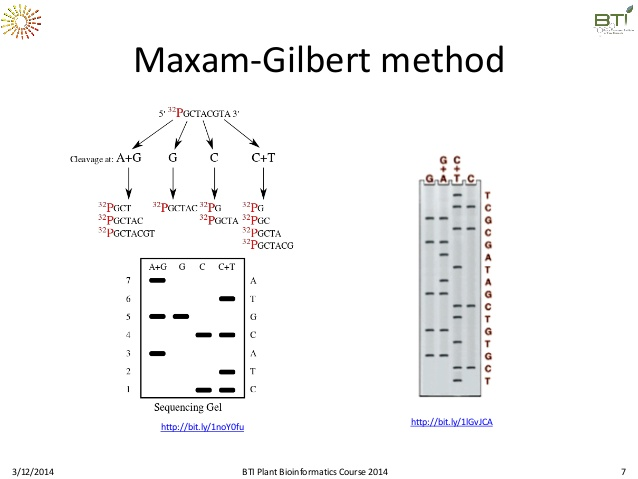 BTI
Maxam-Gilbert method
5' 32PGCTACGTA 3'
Cleavage at: A+G G C C+T
32PGCT 32PGCTAC 32PG 32PG
32PGCTAC 32PGCTA 32PGC
32PGCTACGT 32PGCTA
32PGCTACG
A+G G C C+T
7 A
6 T
5 G
4 C
3 A
2 T
1 C
Sequencing Gel
http://bit.ly/1noY0fu
G C
+ +
G A T C
T
C
G
C
G
A
T
A
G
C
T
G
T
G
C
T
http://bit.ly/1lGvJCA
3/12/2014 BTI Plant Bioinformatics Course 2014 7